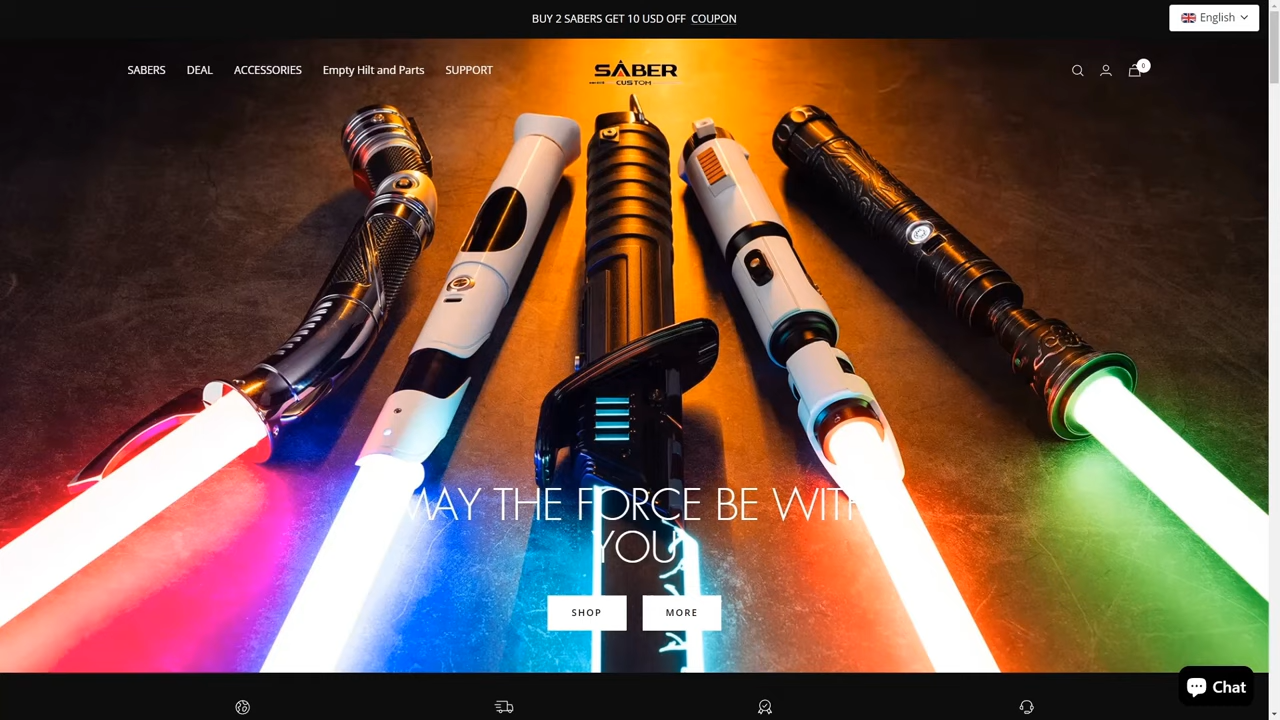 BUY 2 SABERS GET 10 USD OFF COUPON
English
SABERS DEAL ACCESSORIES Empty Hilt and Parts SUPPORT
SABER
CUSTOM
0
MAY THE FORCE BE WITH
YOU
SHOP MORE
Chat